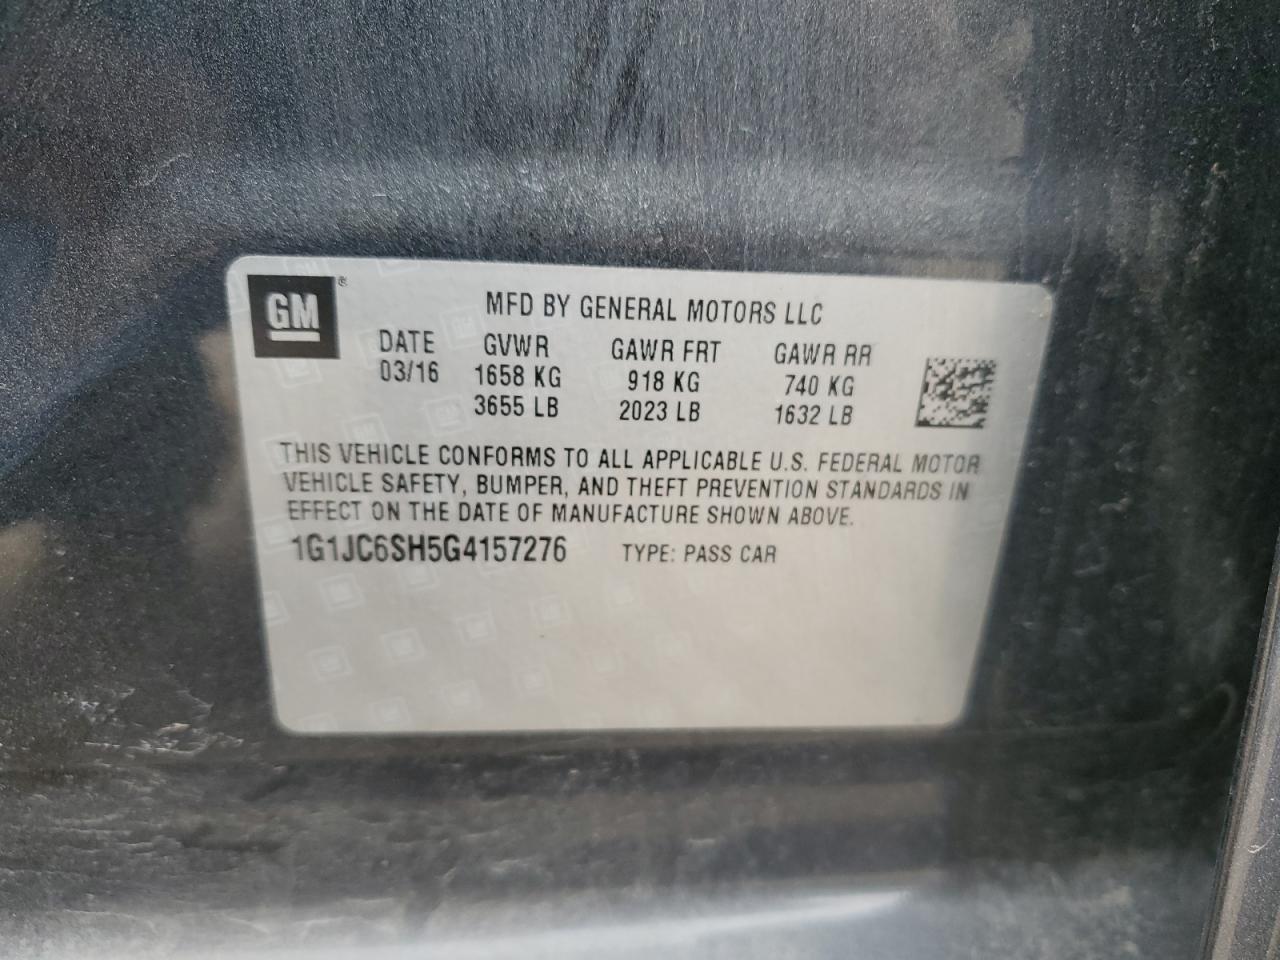 GM ®
MFD BY GENERAL MOTORS LLC
DATE GVWR GAWR FRT GAWR RR
03/16 1658 KG 918 KG 740 KG
3655 LB 2023 LB 1632 LB
THIS VEHICLE CONFORMS TO ALL APPLICABLE U.S. FEDERAL MOTOR
VEHICLE SAFETY, BUMPER, AND THEFT PREVENTION STANDARDS IN
EFFECT ON THE DATE OF MANUFACTURE SHOWN ABOVE.
1G1JC6SH5G4157276 TYPE: PASS CAR